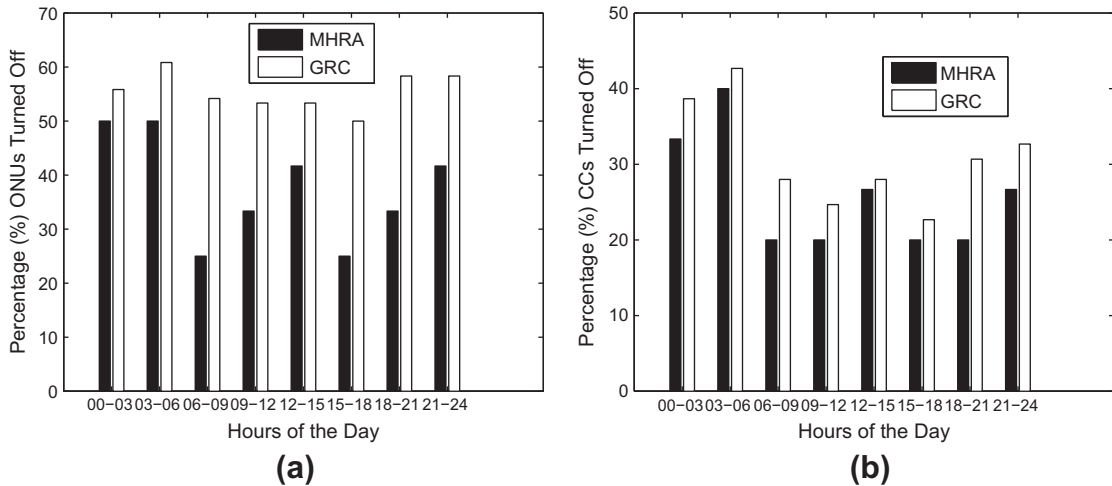 70
60
50
40
30
20
10
0
Percentage (%) ONUs Turned Off
MHRA
GRC
00−03 03−06 06−09 09−12 12−15 15−18 18−21 21−24
Hours of the Day
(a)
50
40
30
20
10
0
Percentage (%) CCs Turned Off
MHRA
GRC
00−03 03−06 06−09 09−12 12−15 15−18 18−21 21−24
Hours of the Day
(b)